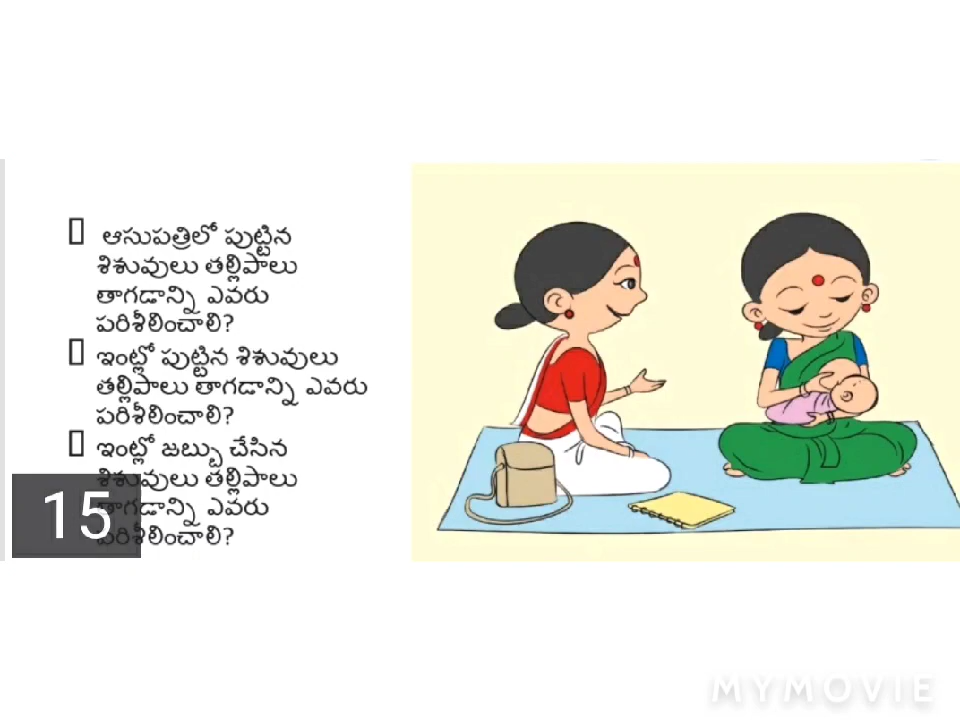 ఆసుపత్రిలో పుట్టిన
శిశువులు తల్లిపాలు
తాగడాన్ని ఎవరు
పరిశీలించాలి?
ఇంట్లో పుట్టిన శిశువులు
తల్లిపాలు తాగడాన్ని ఎవరు
పరిశీలించాలి?
ఇంట్లో జబ్బు చేసిన
శిశువులు తల్లిపాలు
తాగడాన్ని ఎవరు
పరిశీలించాలి?
15
MYMOVIE